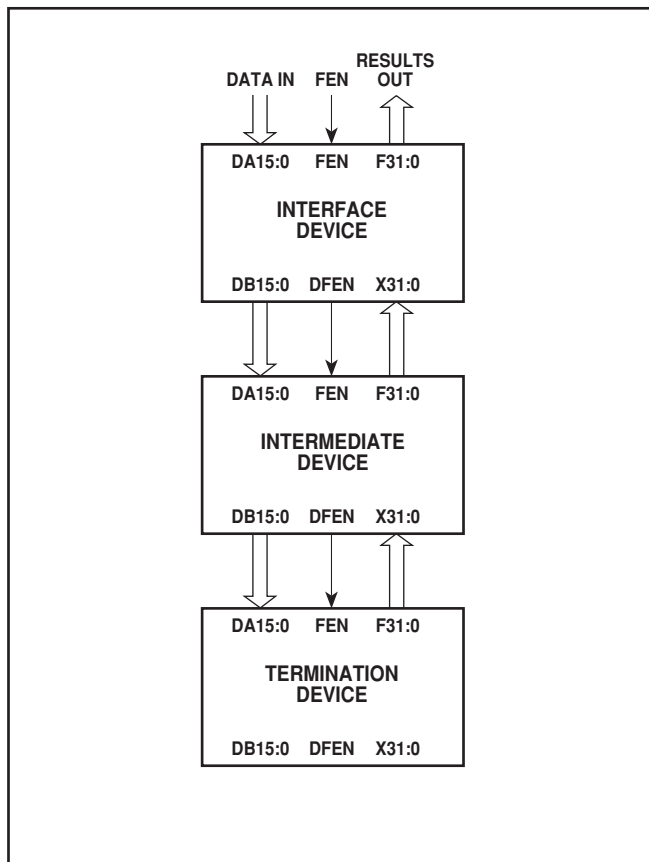 DATA IN FEN RESULTS OUT
DA15:0 FEN F31:0
INTERFACE
DEVICE
DB15:0 DFEN X31:0
DA15:0 FEN F31:0
INTERMEDIATE
DEVICE
DB15:0 DFEN X31:0
DA15:0 FEN F31:0
TERMINATION
DEVICE
DB15:0 DFEN X31:0